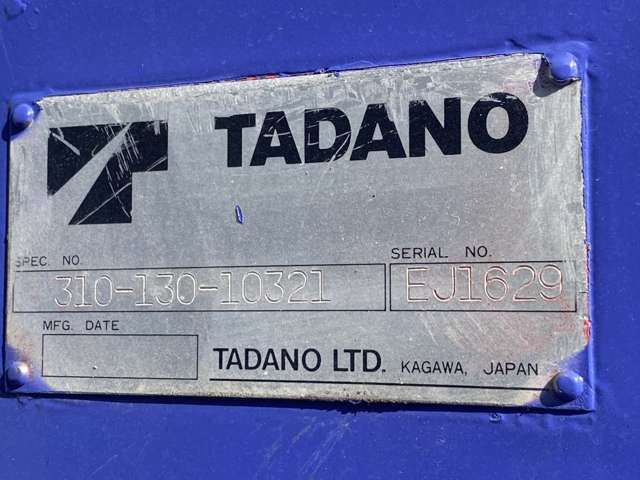 TADANO
SPEC. NO.
SERIAL NO.
310-130-10321
EJ1629
MFG. DATE
TADANO LTD. KAGAWA, JAPAN